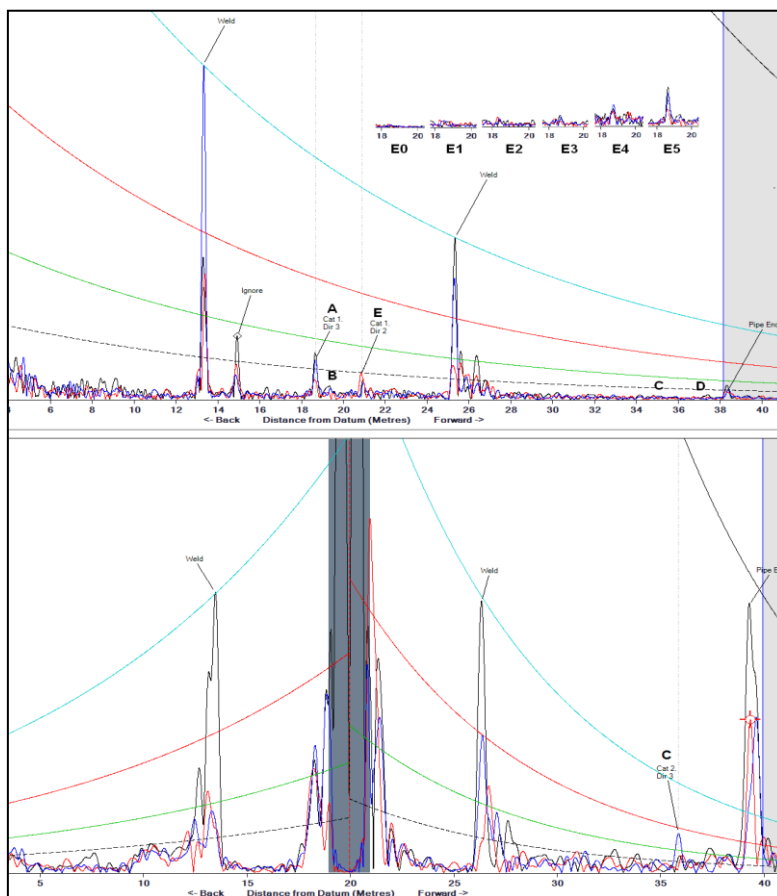 Weld
18 20 18 20 18 20 18 20 18 20 18 20
E0 E1 E2 E3 E4 E5
Weld
Ignore
A
Cat 1.
Dir 3
E
Cat 1.
Dir 2
B
C
D
Pipe End
4 6 8 10 12 14 16 18 20 22 24 26 28 30 32 34 36 38 40
<- Back Distance from Datum (Metres) Forward ->
Weld
Weld
Pipe E
C
Cat 2.
Dir 3
5 10 15 20 25 30 35 40
<- Back Distance from Datum (Metres) Forward ->